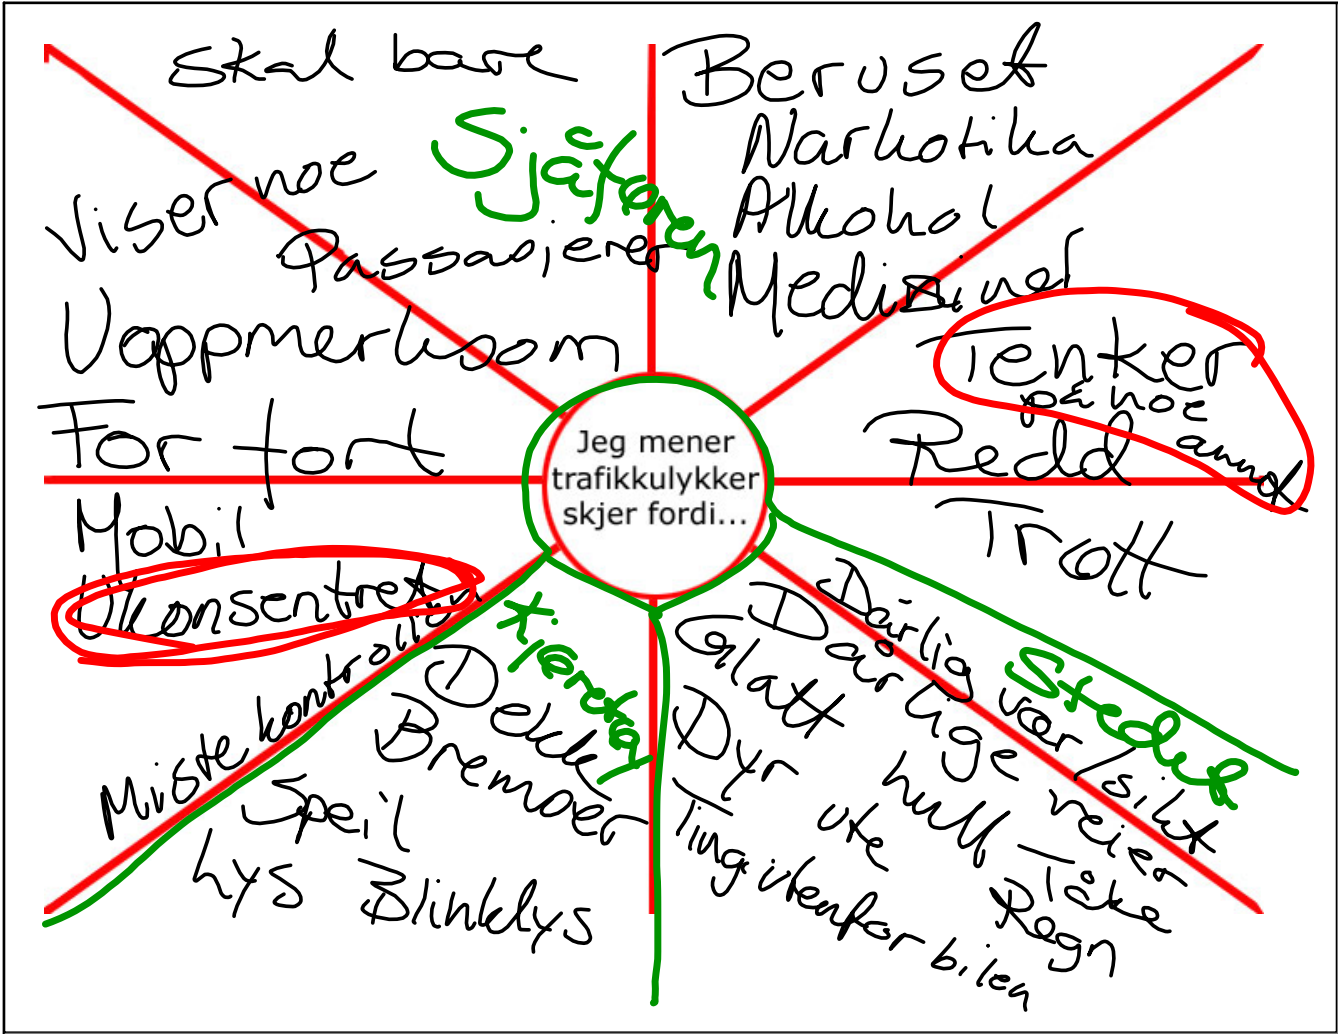 skal bare
Viser noe
Passasjerer
Uoppmerksom
For fort
Mobil
Ukonsentrert
Miste kontrollen
Sjåføren
Beruset
Narkotika
Alkohol
Tenker
på noe
annet
Redd
Trøtt
Jeg mener
trafikkulykker
skjer fordi...
Kjøretøy
Dekk
Bremser
Speil
Lys
Blinklys
Stedet
Dårlig vær/sikt
Dårlige veier
Glatt
hull
Tåke
Regn
Dyr ute
Ting utenfor bilen